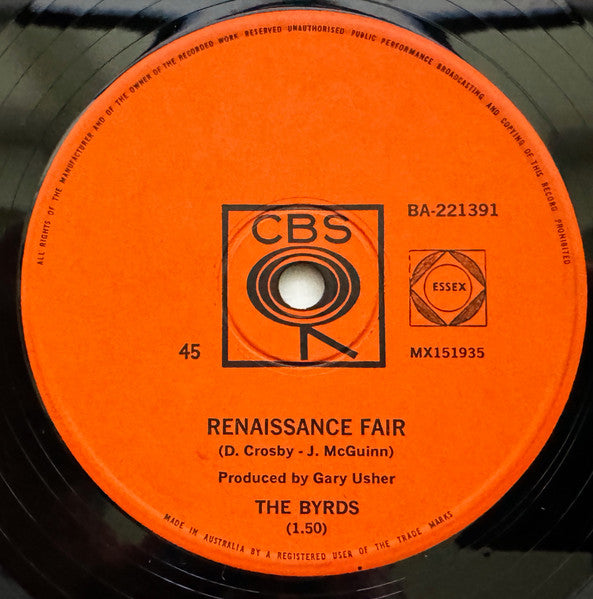 ALL RIGHTS OF THE MANUFACTURER AND OF THE OWNER OF THE RECORDED WORK RESERVED UNAUTHORISED PUBLIC PERFORMANCE BROADCASTING AND COPYING OF THIS RECORD PROHIBITED
CBS
BA-221391
ESSEX
45
MX151935
RENAISSANCE FAIR
(D. Crosby - J. McGuinn)
Produced by Gary Usher
THE BYRDS
(1.50)
MADE IN AUSTRALIA BY A REGISTERED USER OF THE TRADE MARKS